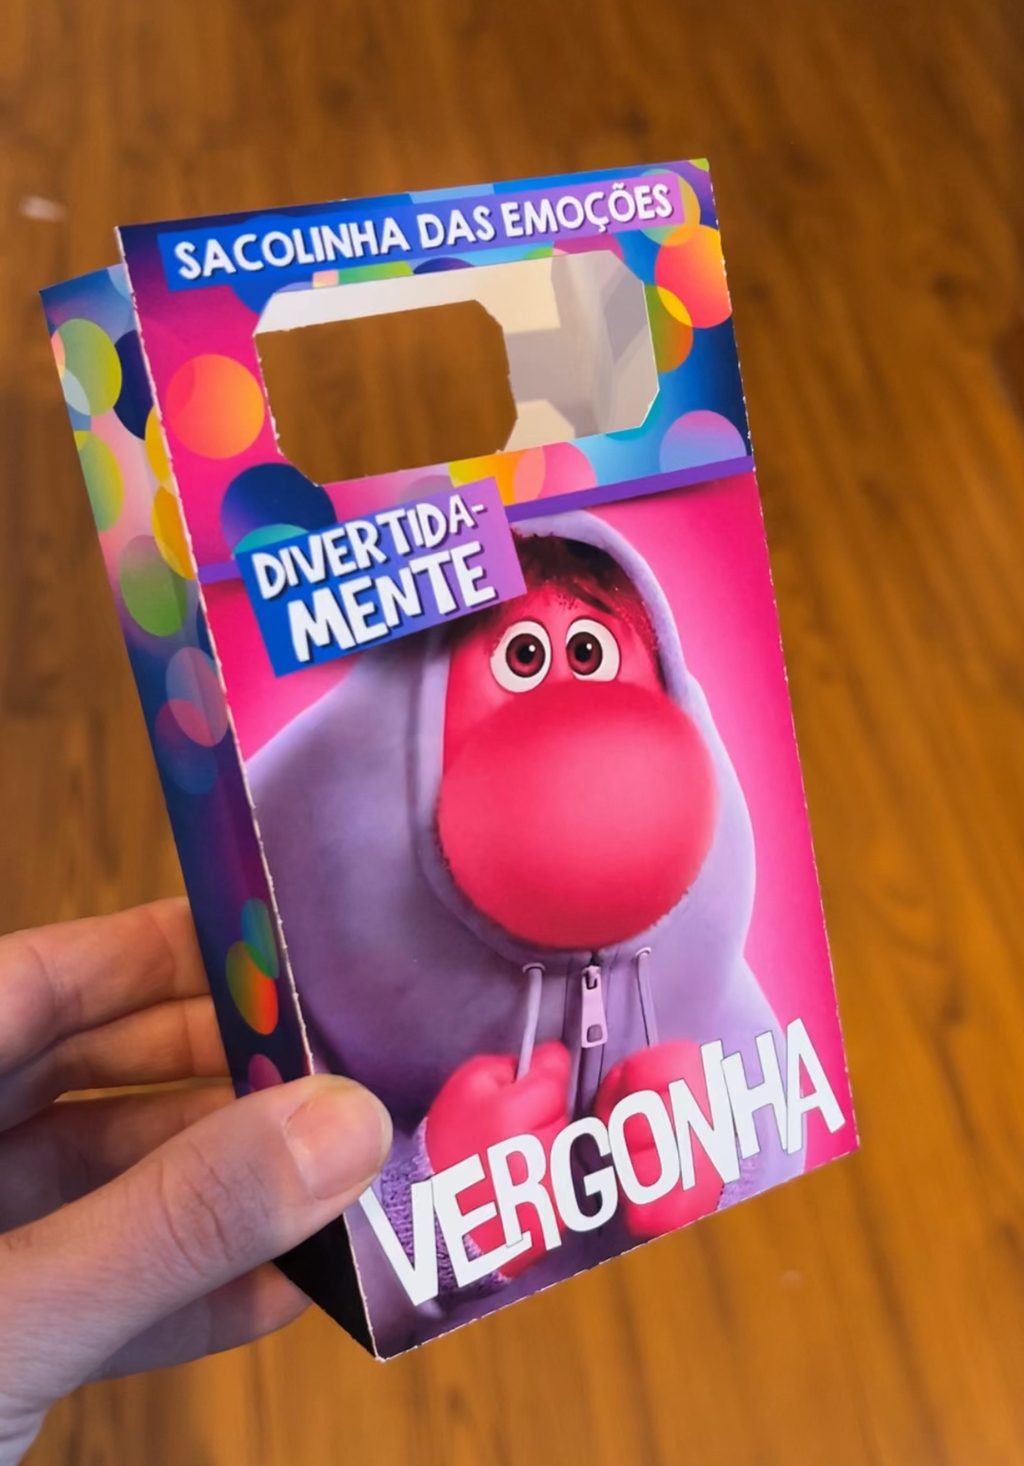 SACOLINHA DAS EMOÇÕES
DIVERTIDA-
MENTE
VERGONHA